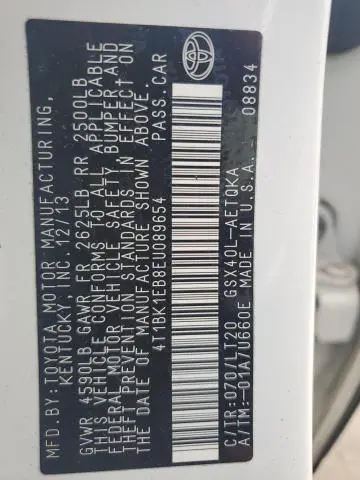 MFD.BY:TOYOTA MOTOR MANUFACTURING,
KENTUCKY, INC. 12/13
GVWR 4590LB GAWR FR 2625LB RR 2500LB
THIS VEHICLE CONFORMS TO ALL APPLICABLE
FEDERAL MOTOR VEHICLE SAFETY, BUMPER AND
THEFT PREVENTION STANDARDS IN EFFECT ON
THE DATE OF MANUFACTURE SHOWN ABOVE.
4T1BK1EB8EU089654 PASS.CAR
C/TR:070/LT20 GSX40L-AETQKA
A/TM:-01A/U660E MADE IN U.S.A.
08834
TOYOTA